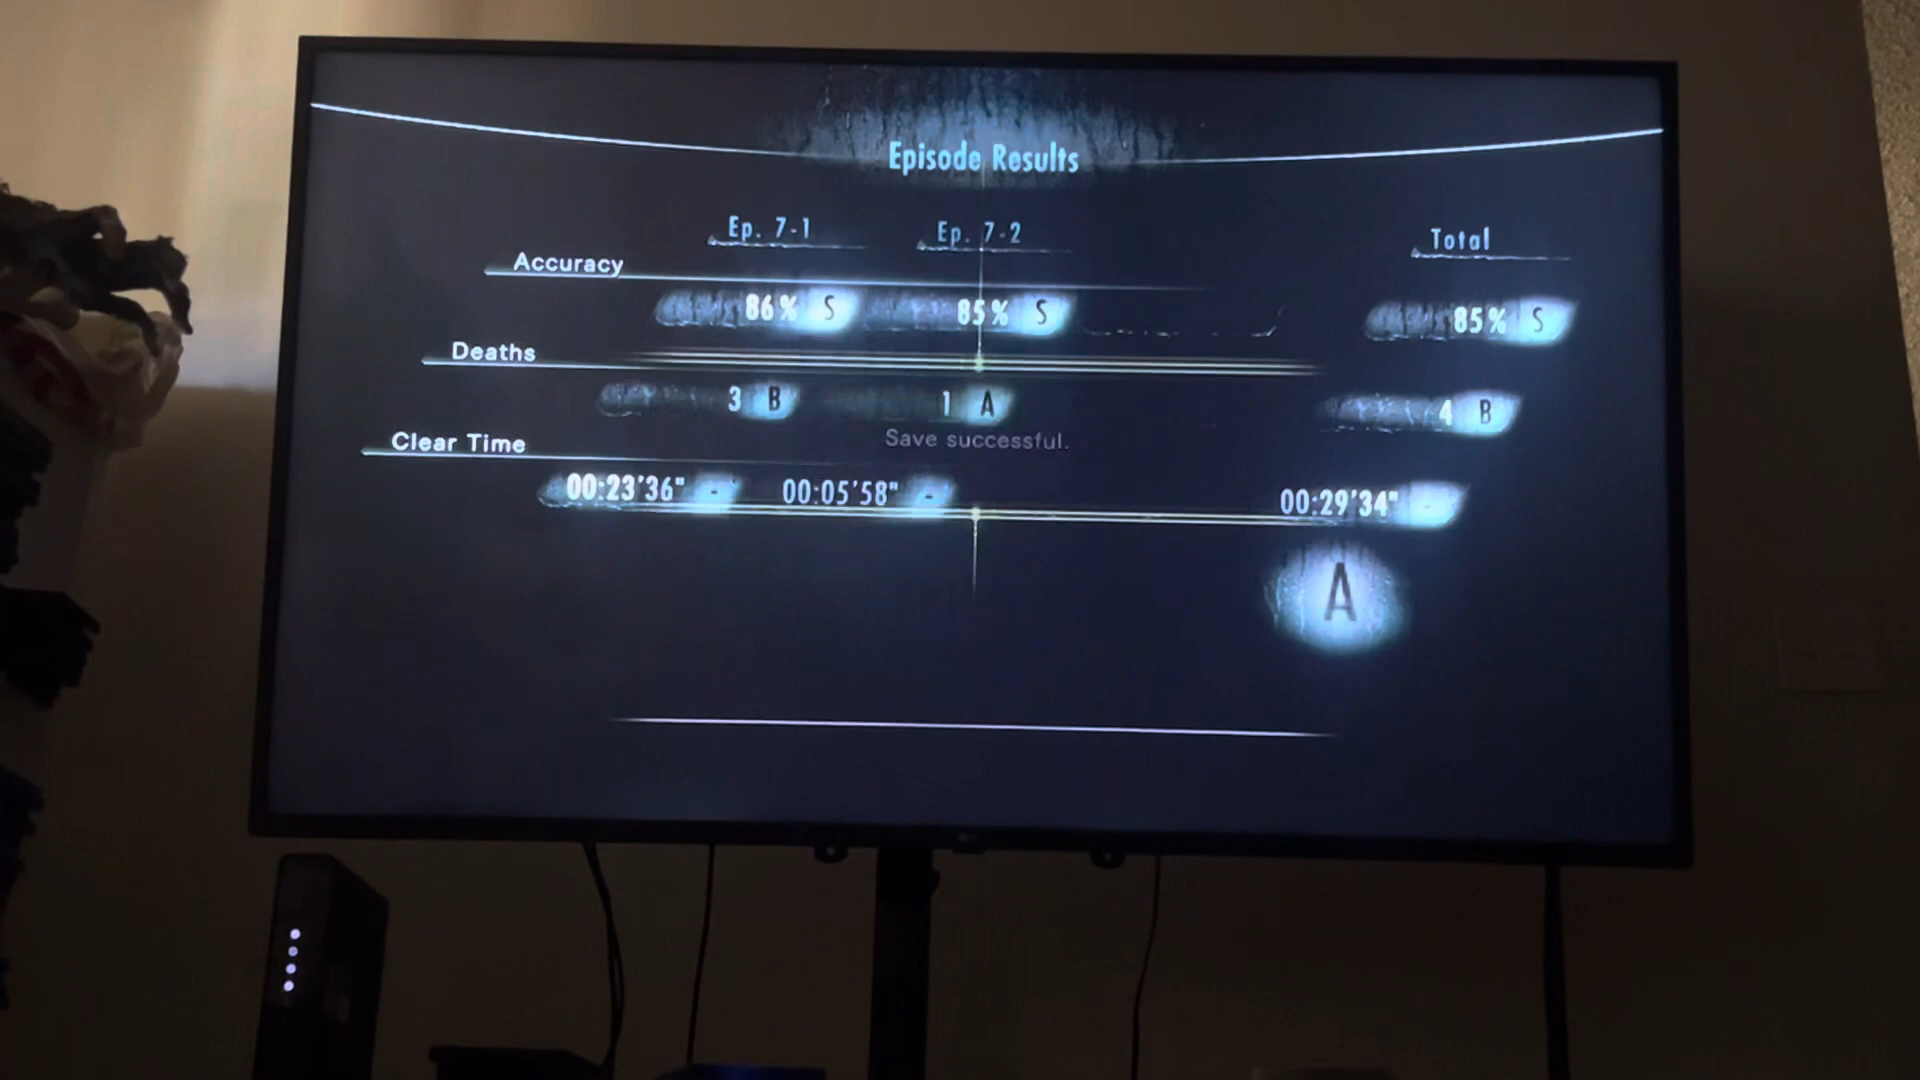 Episode Results
Ep. 7-1 Ep. 7-2 Total
Accuracy
86% S 85% S 85% S
Deaths
3 B 1 A 4 B
Save successful.
Clear Time
00:23'36" - 00:05'58" - 00:29'34" -
A